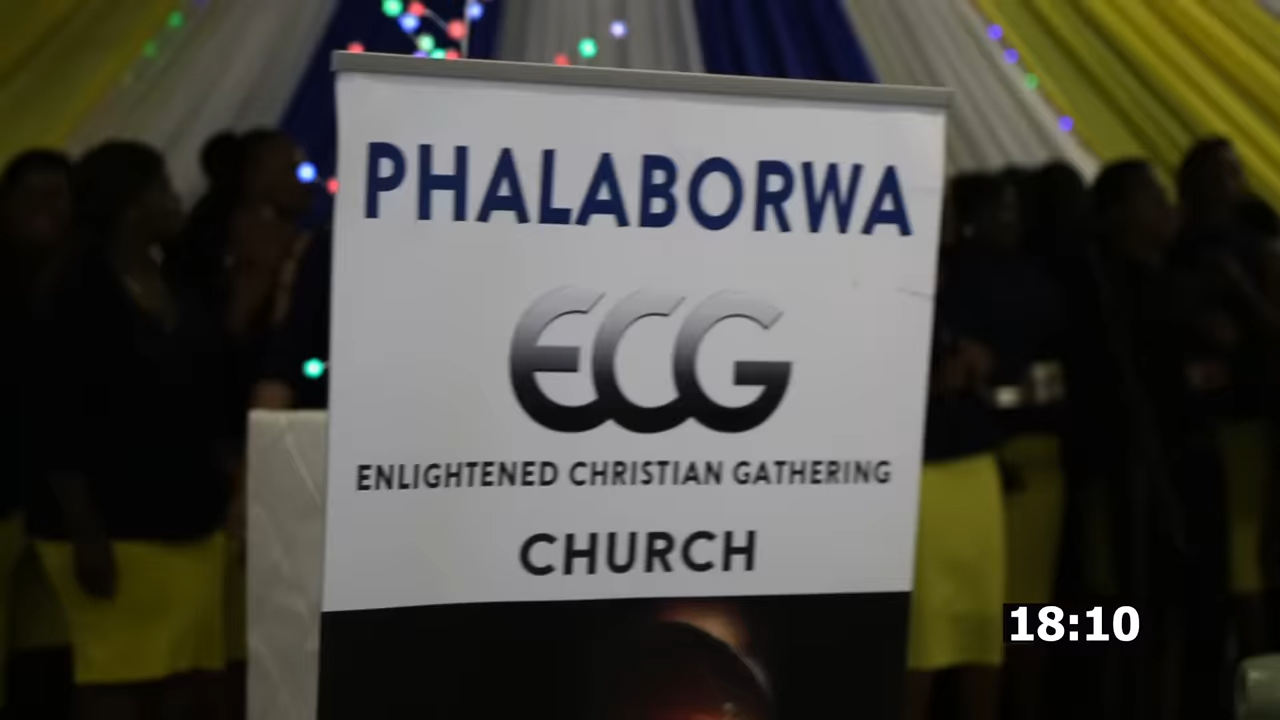 PHALABORWA
ECG
ENLIGHTENED CHRISTIAN GATHERING
CHURCH
18:10